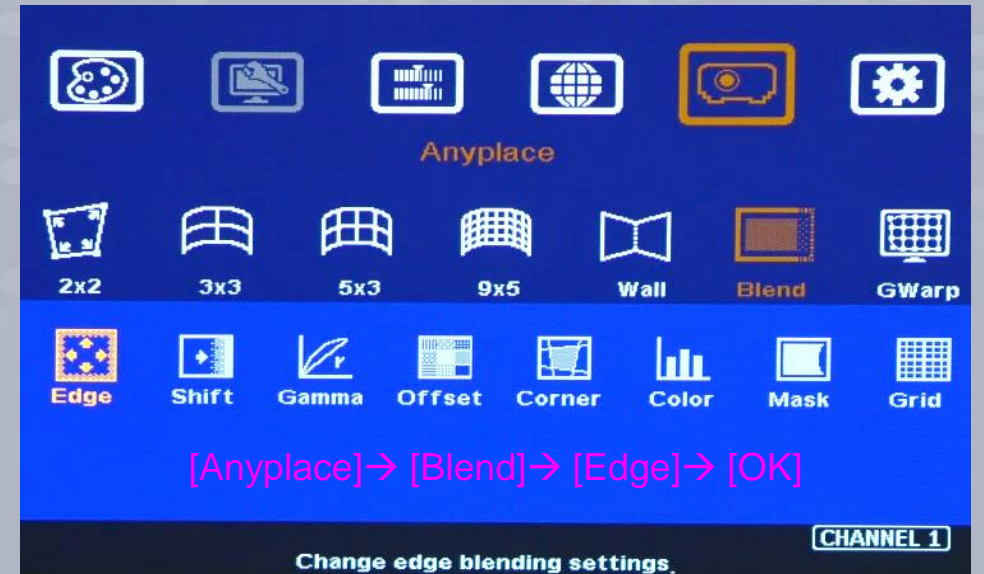 Anyplace
2x2 3x3 5x3 9x5 Wall Blend GWarp
Edge Shift Gamma Offset Corner Color Mask Grid
[Anyplace]→ [Blend]→ [Edge]→ [OK]
CHANNEL 1
Change edge blending settings.